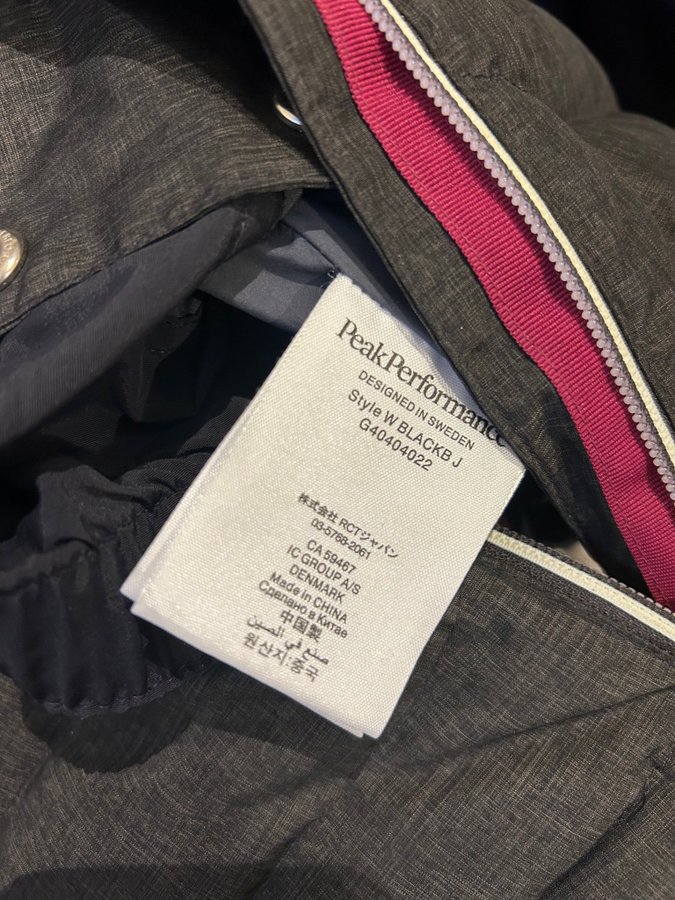 PeakPerformance
DESIGNED IN SWEDEN
Style W BLACKB J
G40404022
株式会社 RCTジャパン
03-5768-2061
CA 59467
IC GROUP A/S
DENMARK
Made in CHINA
Сделано в Китае
中国製
صنع في الصين
원산지:중국